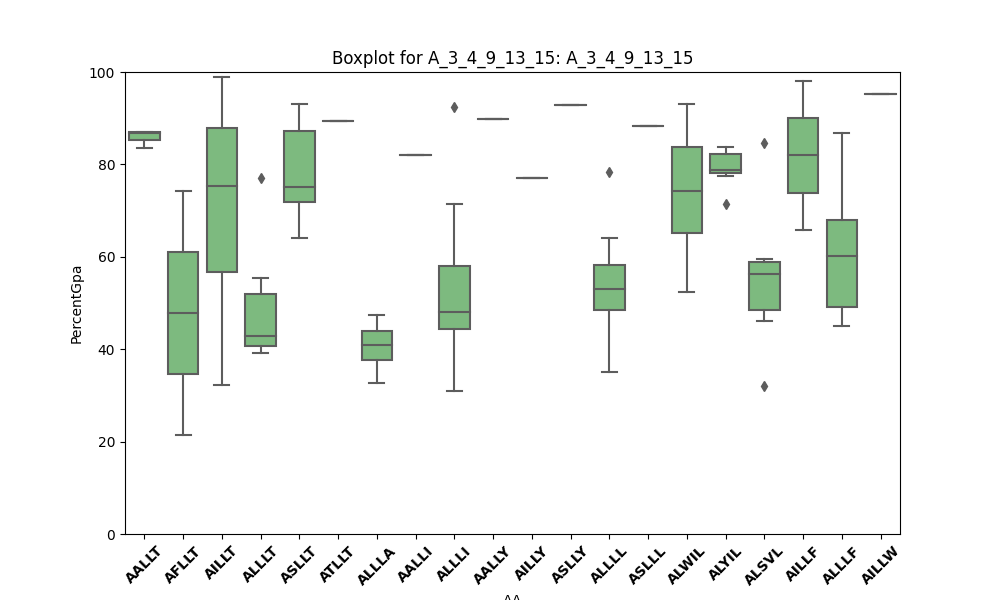 Boxplot for A_3_4_9_13_15: A_3_4_9_13_15
100
80
60
40
20
0
PercentGpa
AALLT
AFLLT
AILLT
ALLLT
ASLLT
ATLLT
ALLLA
AALLI
ALLLI
AALLY
AILLY
ASLLY
ALLLL
ASLLL
ALWIL
ALYIL
ALSVL
AILLF
ALLLF
AILLW
AA